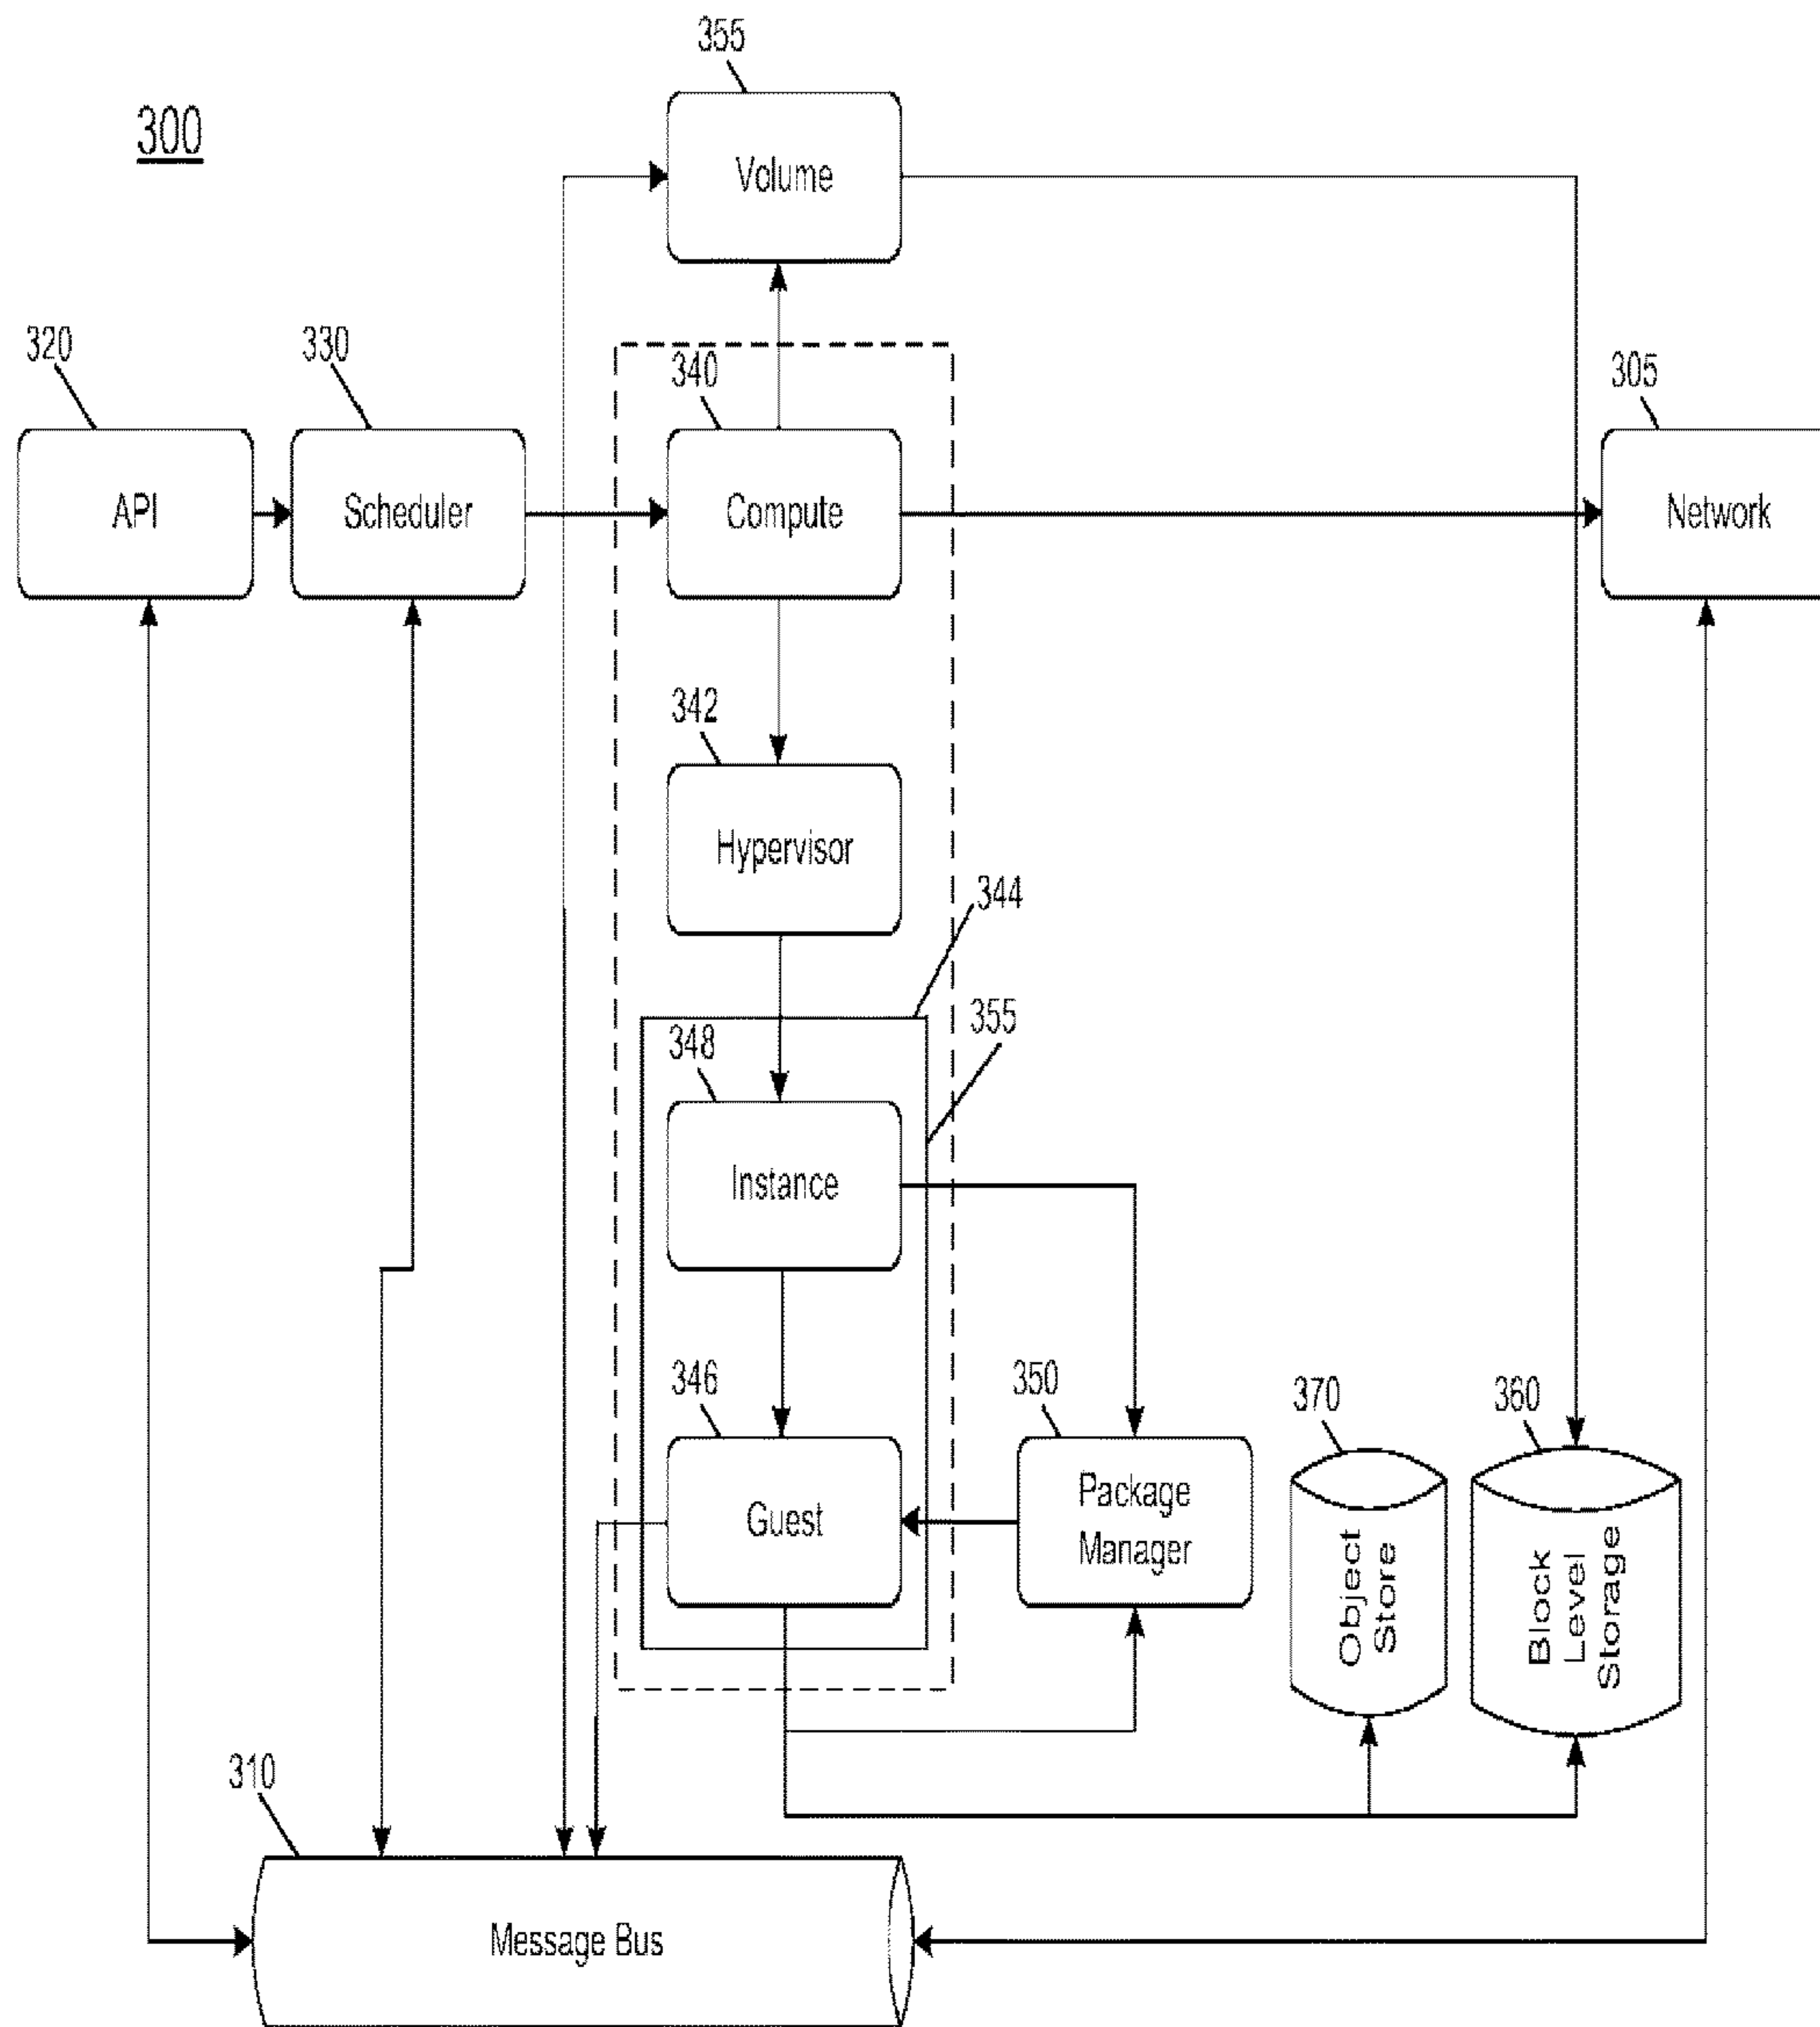 355
300
Volume
320
330
340
305
API
Scheduler
Compute
Network
342
Hypervisor
344
355
348
Instance
346
350
370
360
Guest
Package
Manager
Object
Store
Block
Level
Storage
310
Message Bus